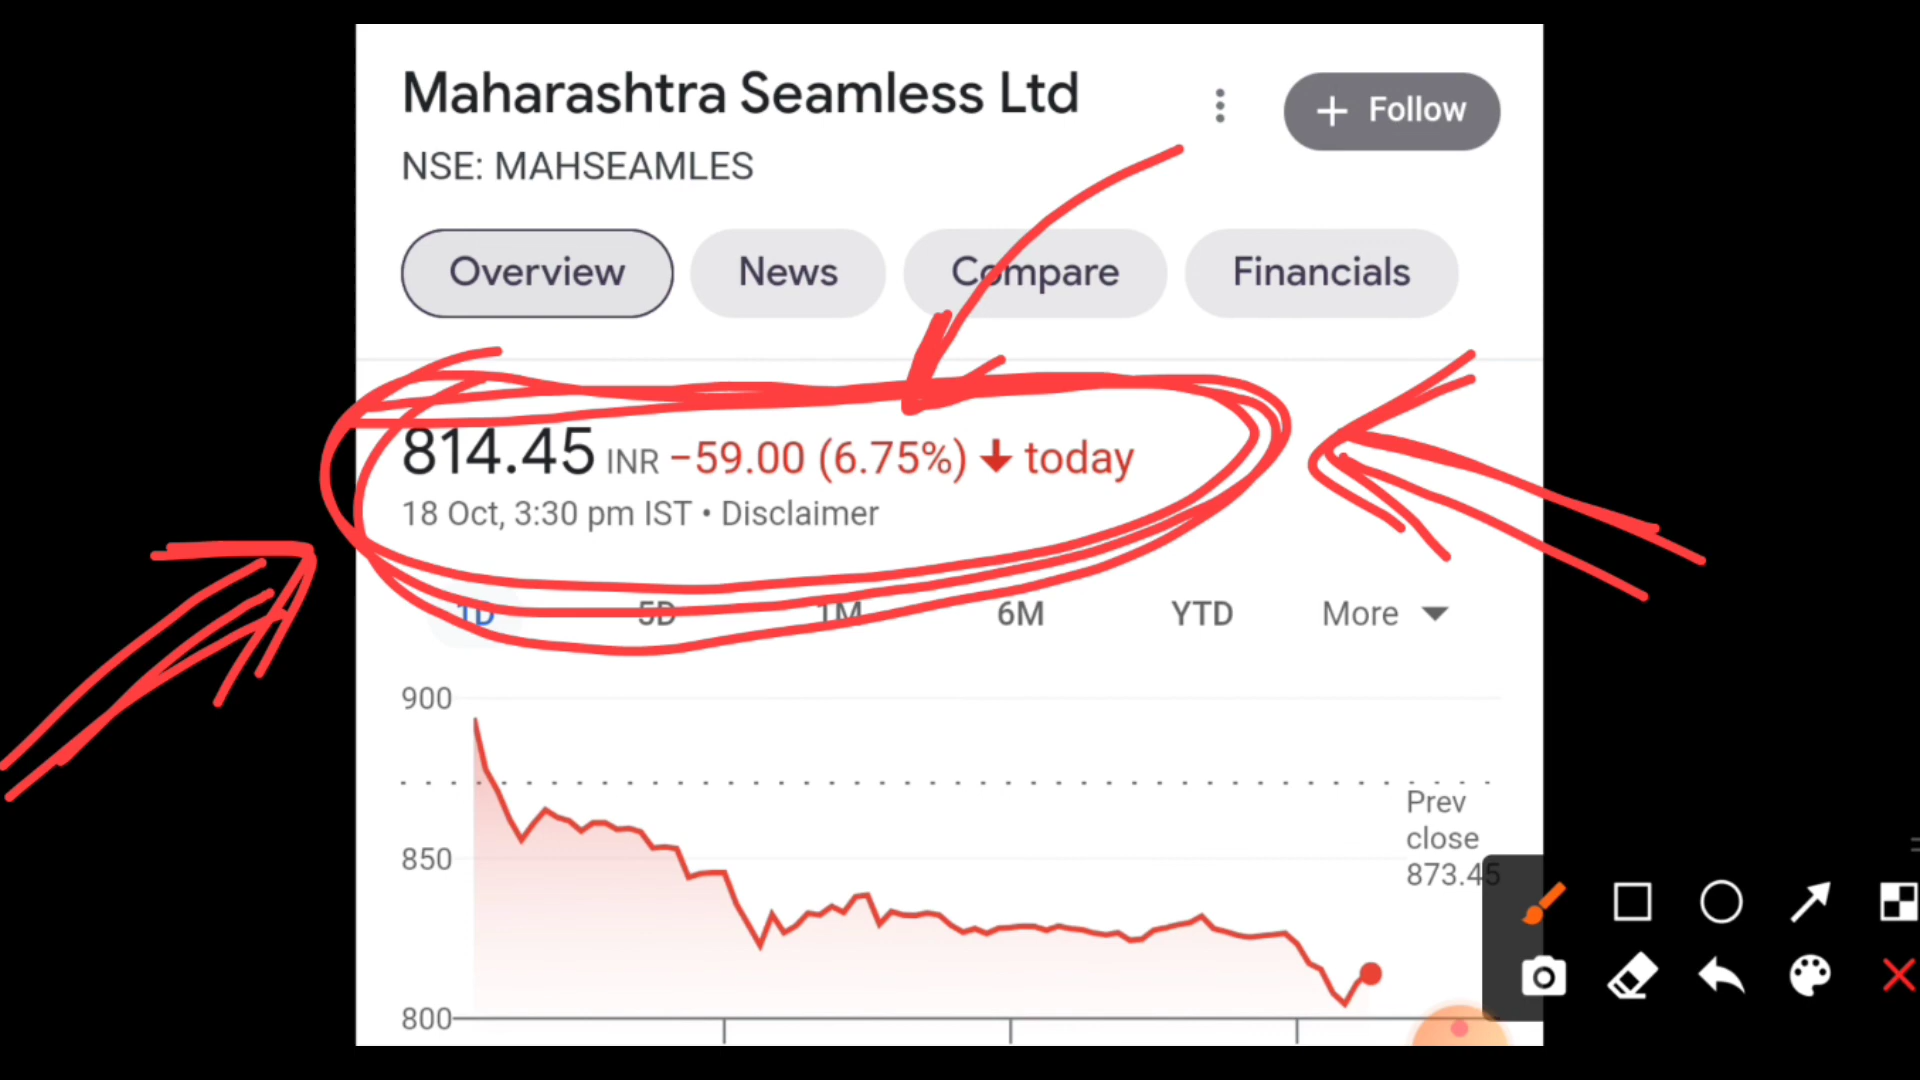 Maharashtra Seamless Ltd
+ Follow
NSE: MAHSEAMLES
Overview News Compare Financials
814.45 INR −59.00 (6.75%) ↓ today
18 Oct, 3:30 pm IST • Disclaimer
1D 5D 1M 6M YTD More
900
Prev
close
873.45
850
800